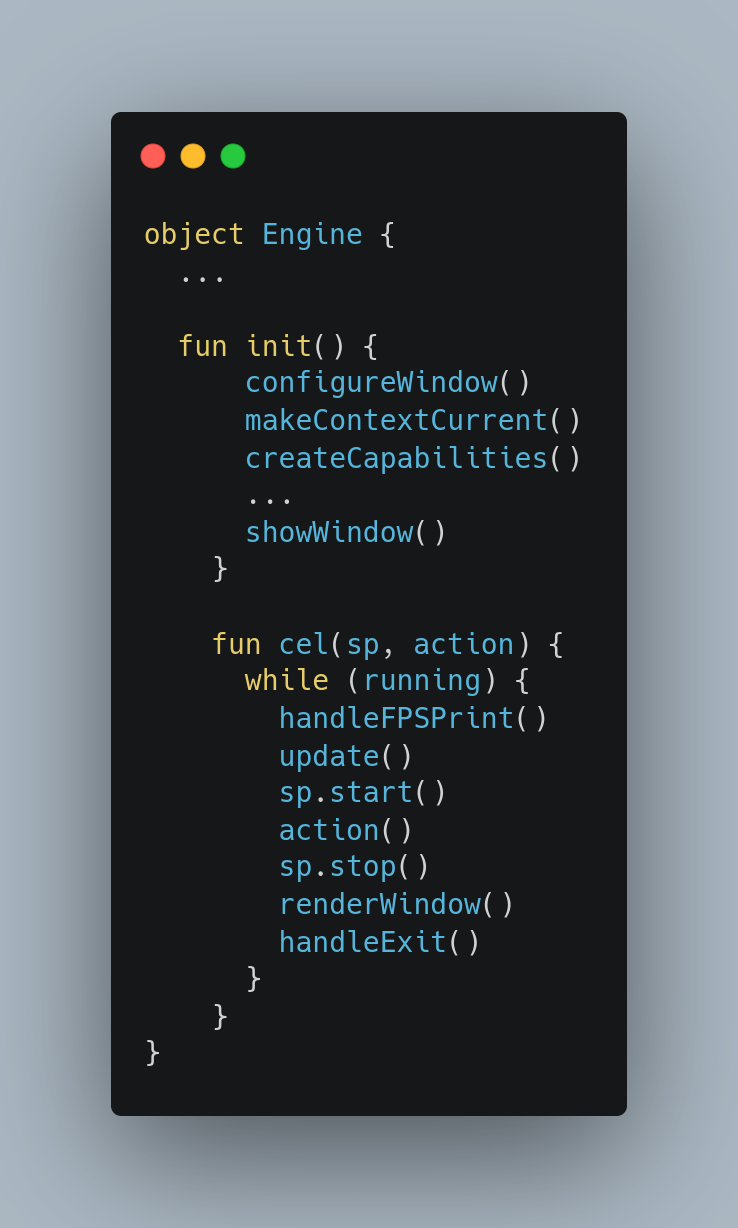 object Engine {
  ...

  fun init() {
      configureWindow()
      makeContextCurrent()
      createCapabilities()
      ...
      showWindow()
    }

    fun cel(sp, action) {
      while (running) {
        handleFPSPrint()
        update()
        sp.start()
        action()
        sp.stop()
        renderWindow()
        handleExit()
      }
    }
}